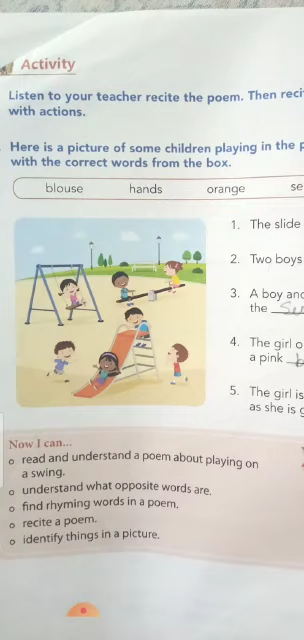 Activity
Listen to your teacher recite the poem. Then
with actions.
Here is a picture of some children playing in the
with the correct words from the box.
blouse hands orange
1. The slide
2. Two boys
3. A boy and
the
4. The girl
a pink
5. The girl is
as she is
Now I can...
o read and understand a poem about playing on
a swing.
o understand what opposite words are.
o find rhyming words in a poem.
o recite a poem.
o identify things in a picture.